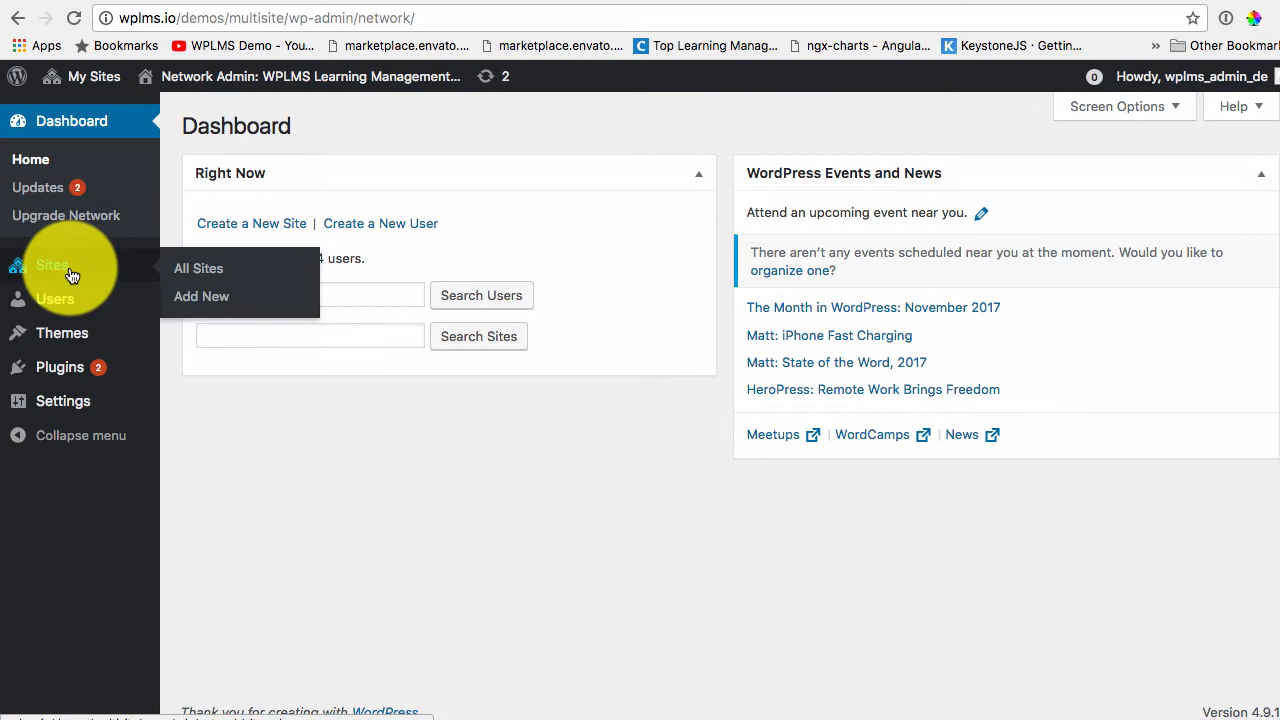 wplms.io/demos/multisite/wp-admin/network/
Apps Bookmarks WPLMS Demo - You... marketplace.envato.... marketplace.envato.... Top Learning Manag... ngx-charts – Angula... KeystoneJS · Gettin... » Other Bookmar
My Sites Network Admin: WPLMS Learning Management... 2 0 Howdy, wplms_admin_de
Screen Options Help
Dashboard
Home
Updates 2
Upgrade Network
Sites
All Sites
Add New
Users
Themes
Plugins 2
Settings
Collapse menu
Dashboard
Right Now
Create a New Site | Create a New User
users.
Search Users
Search Sites
WordPress Events and News
Attend an upcoming event near you.
There aren't any events scheduled near you at the moment. Would you like to
organize one?
The Month in WordPress: November 2017
Matt: iPhone Fast Charging
Matt: State of the Word, 2017
HeroPress: Remote Work Brings Freedom
Meetups | WordCamps | News
Thank you for creating with WordPress
Version 4.9.1